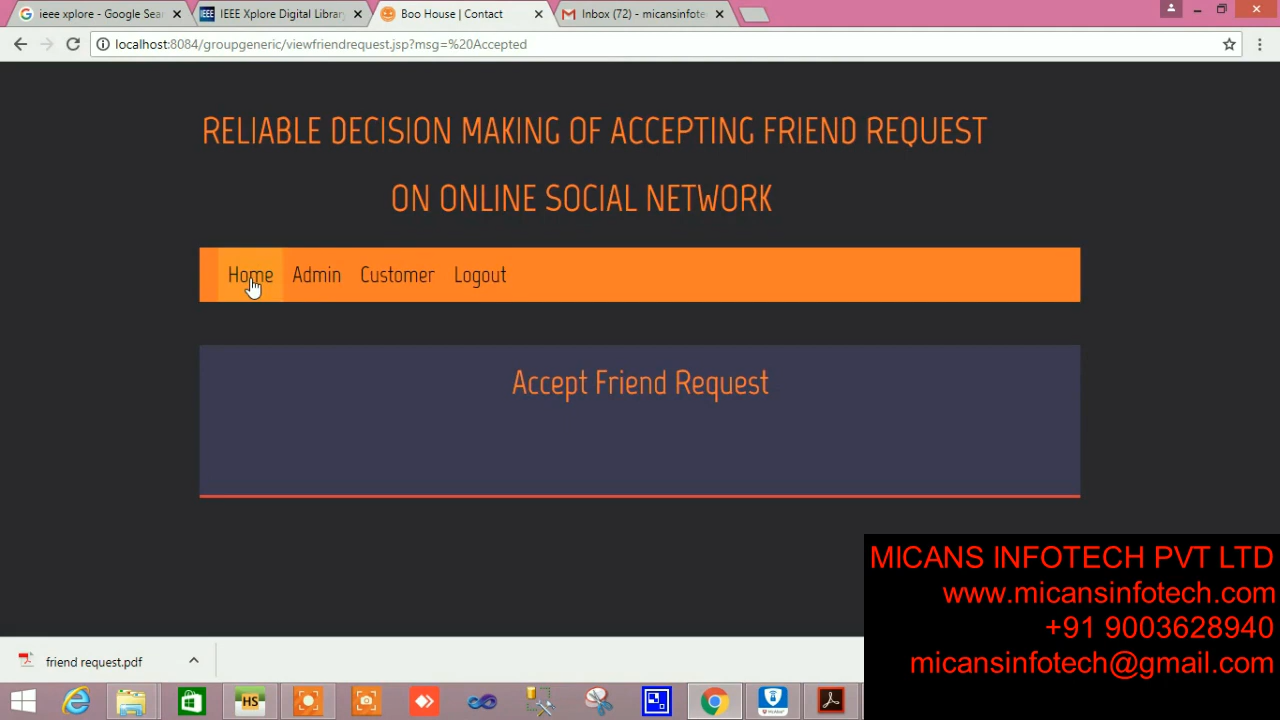 ieee xplore - Google Sea
IEEE Xplore Digital Library
Boo House | Contact
Inbox (72) - micansinfote
localhost:8084/groupgeneric/viewfriendrequest.jsp?msg=%20Accepted
RELIABLE DECISION MAKING OF ACCEPTING FRIEND REQUEST
ON ONLINE SOCIAL NETWORK
Home Admin Customer Logout
Accept Friend Request
MICANS INFOTECH PVT LTD
www.micansinfotech.com
+91 9003628940
micansinfotech@gmail.com
friend request.pdf
HS